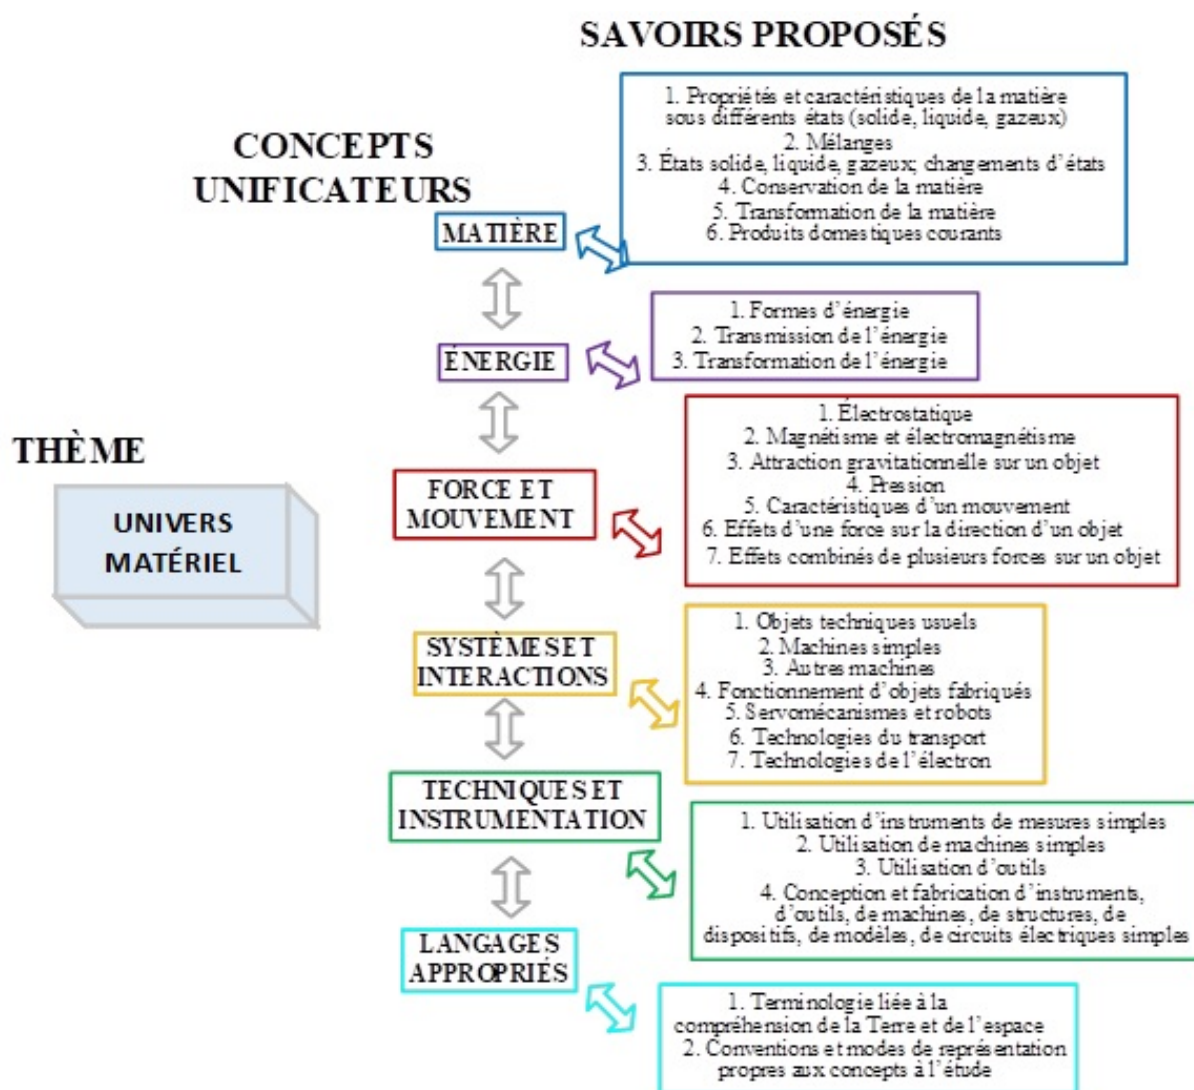 SAVOIRS PROPOSÉS
CONCEPTS
UNIFICATEURS
THÈME
UNIVERS
MATÉRIEL
MATIÈRE
1. Propriétés et caractéristiques de la matière
sous différents états (solide, liquide, gazeux)
2. Mélanges
3. États solide, liquide, gazeux; changements d'états
4. Conservation de la matière
5. Transformation de la matière
6. Produits domestiques courants
ÉNERGIE
1. Formes d'énergie
2. Transmission de l'énergie
3. Transformation de l'énergie
FORCE ET
MOUVEMENT
1. Électrostatique
2. Magnétisme et électromagnétisme
3. Attraction gravitationnelle sur un objet
4. Pression
5. Caractéristiques d'un mouvement
6. Effets d'une force sur la direction d'un objet
7. Effets combinés de plusieurs forces sur un objet
SYSTÈMES ET
INTERACTIONS
1. Objets techniques usuels
2. Machines simples
3. Autres machines
4. Fonctionnement d'objets fabriqués
5. Servomécanismes et robots
6. Technologies du transport
7. Technologies de l'électron
TECHNIQUES ET
INSTRUMENTATION
1. Utilisation d'instruments de mesures simples
2. Utilisation de machines simples
3. Utilisation d'outils
4. Conception et fabrication d'instruments,
d'outils, de machines, de structures, de
dispositifs, de modèles, de circuits électriques simples
LANGAGES
APPROPRIÉS
1. Terminologie liée à la
compréhension de la Terre et de l'espace
2. Conventions et modes de représentation
propres aux concepts à l'étude